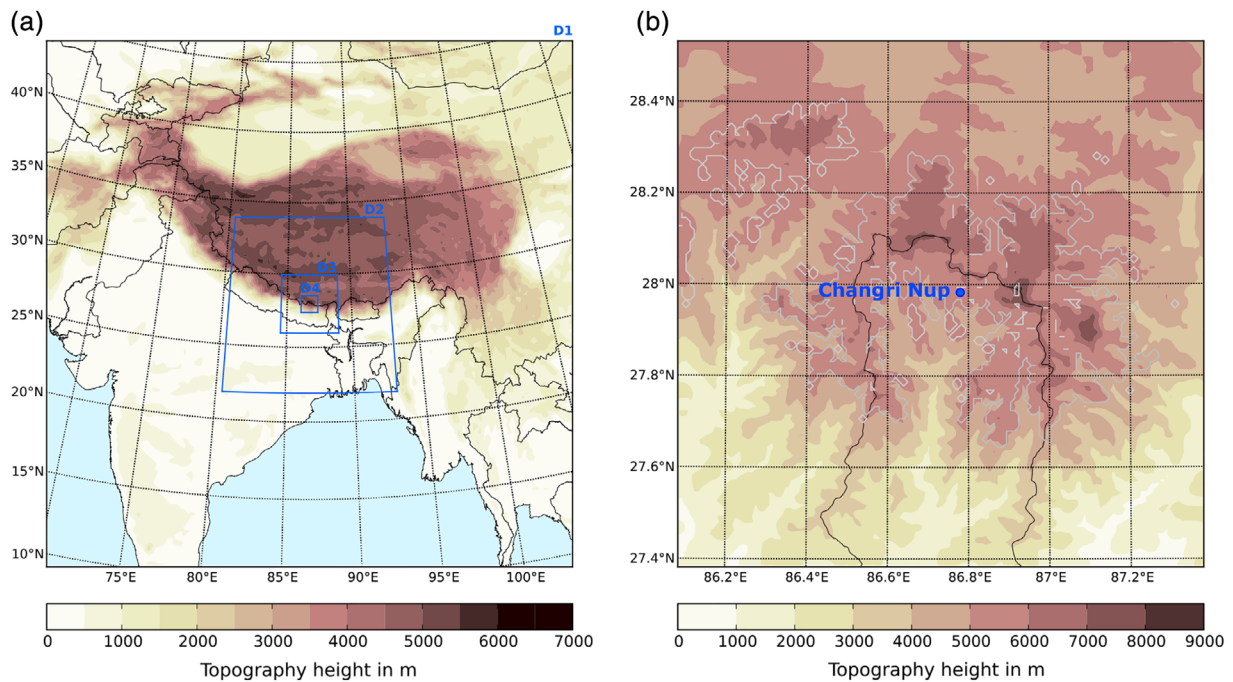 (a)
D1
40°N
35°N
30°N
25°N
20°N
15°N
10°N
D2
D3
D4
75°E 80°E 85°E 90°E 95°E 100°E
0 1000 2000 3000 4000 5000 6000 7000
Topography height in m
(b)
28.4°N
28.2°N
28°N
27.8°N
27.6°N
27.4°N
Changri Nup
86.2°E 86.4°E 86.6°E 86.8°E 87°E 87.2°E
0 1000 2000 3000 4000 5000 6000 7000 8000 9000
Topography height in m